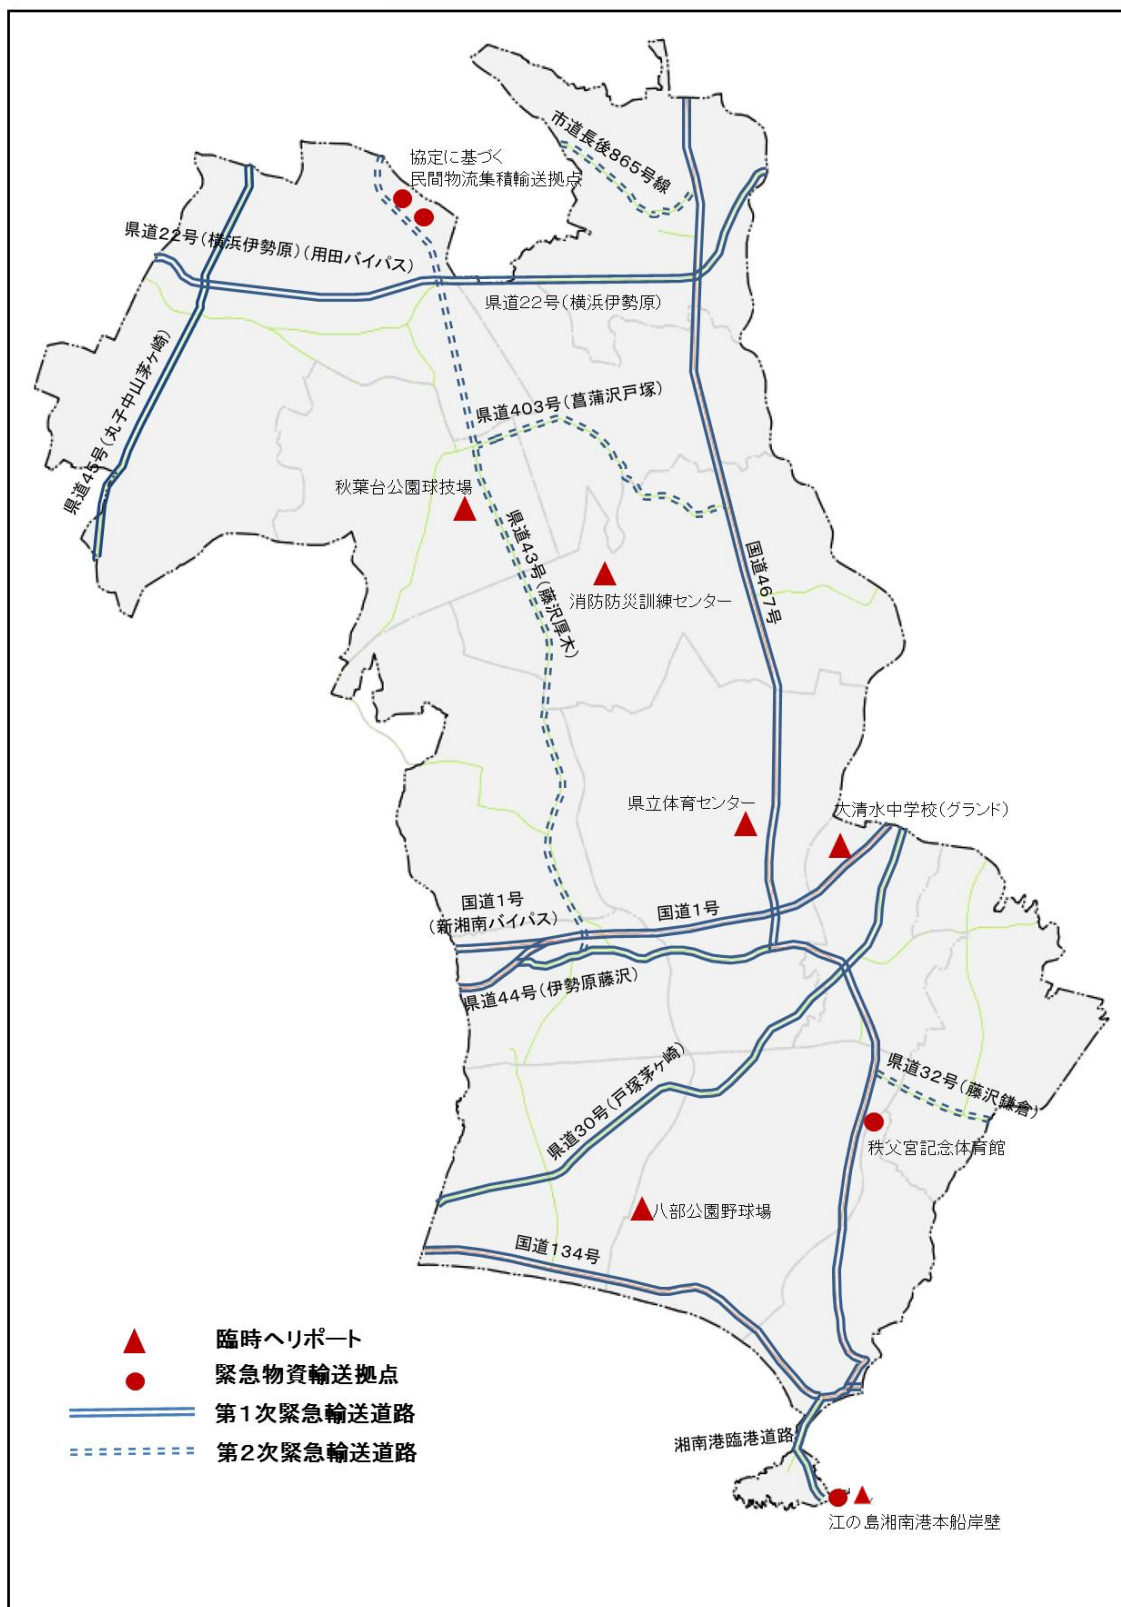 市道長後865号線
協定に基づく
民間物流集積輸送拠点
県道22号(横浜伊勢原)(用田バイパス)
県道22号(横浜伊勢原)
県道45号(丸子中山茅ヶ崎)
県道403号(菖蒲沢戸塚)
秋葉台公園球技場
県道43号(藤沢厚木)
国道467号
消防防災訓練センター
県立体育センター
大清水中学校(グランド)
国道1号
(新湘南バイパス)
国道1号
県道44号(伊勢原藤沢)
県道30号(戸塚茅ヶ崎)
県道32号(藤沢鎌倉)
秩父宮記念体育館
八部公園野球場
国道134号
臨時ヘリポート
緊急物資輸送拠点
第1次緊急輸送道路
第2次緊急輸送道路
湘南港臨港道路
江の島湘南港本船岸壁